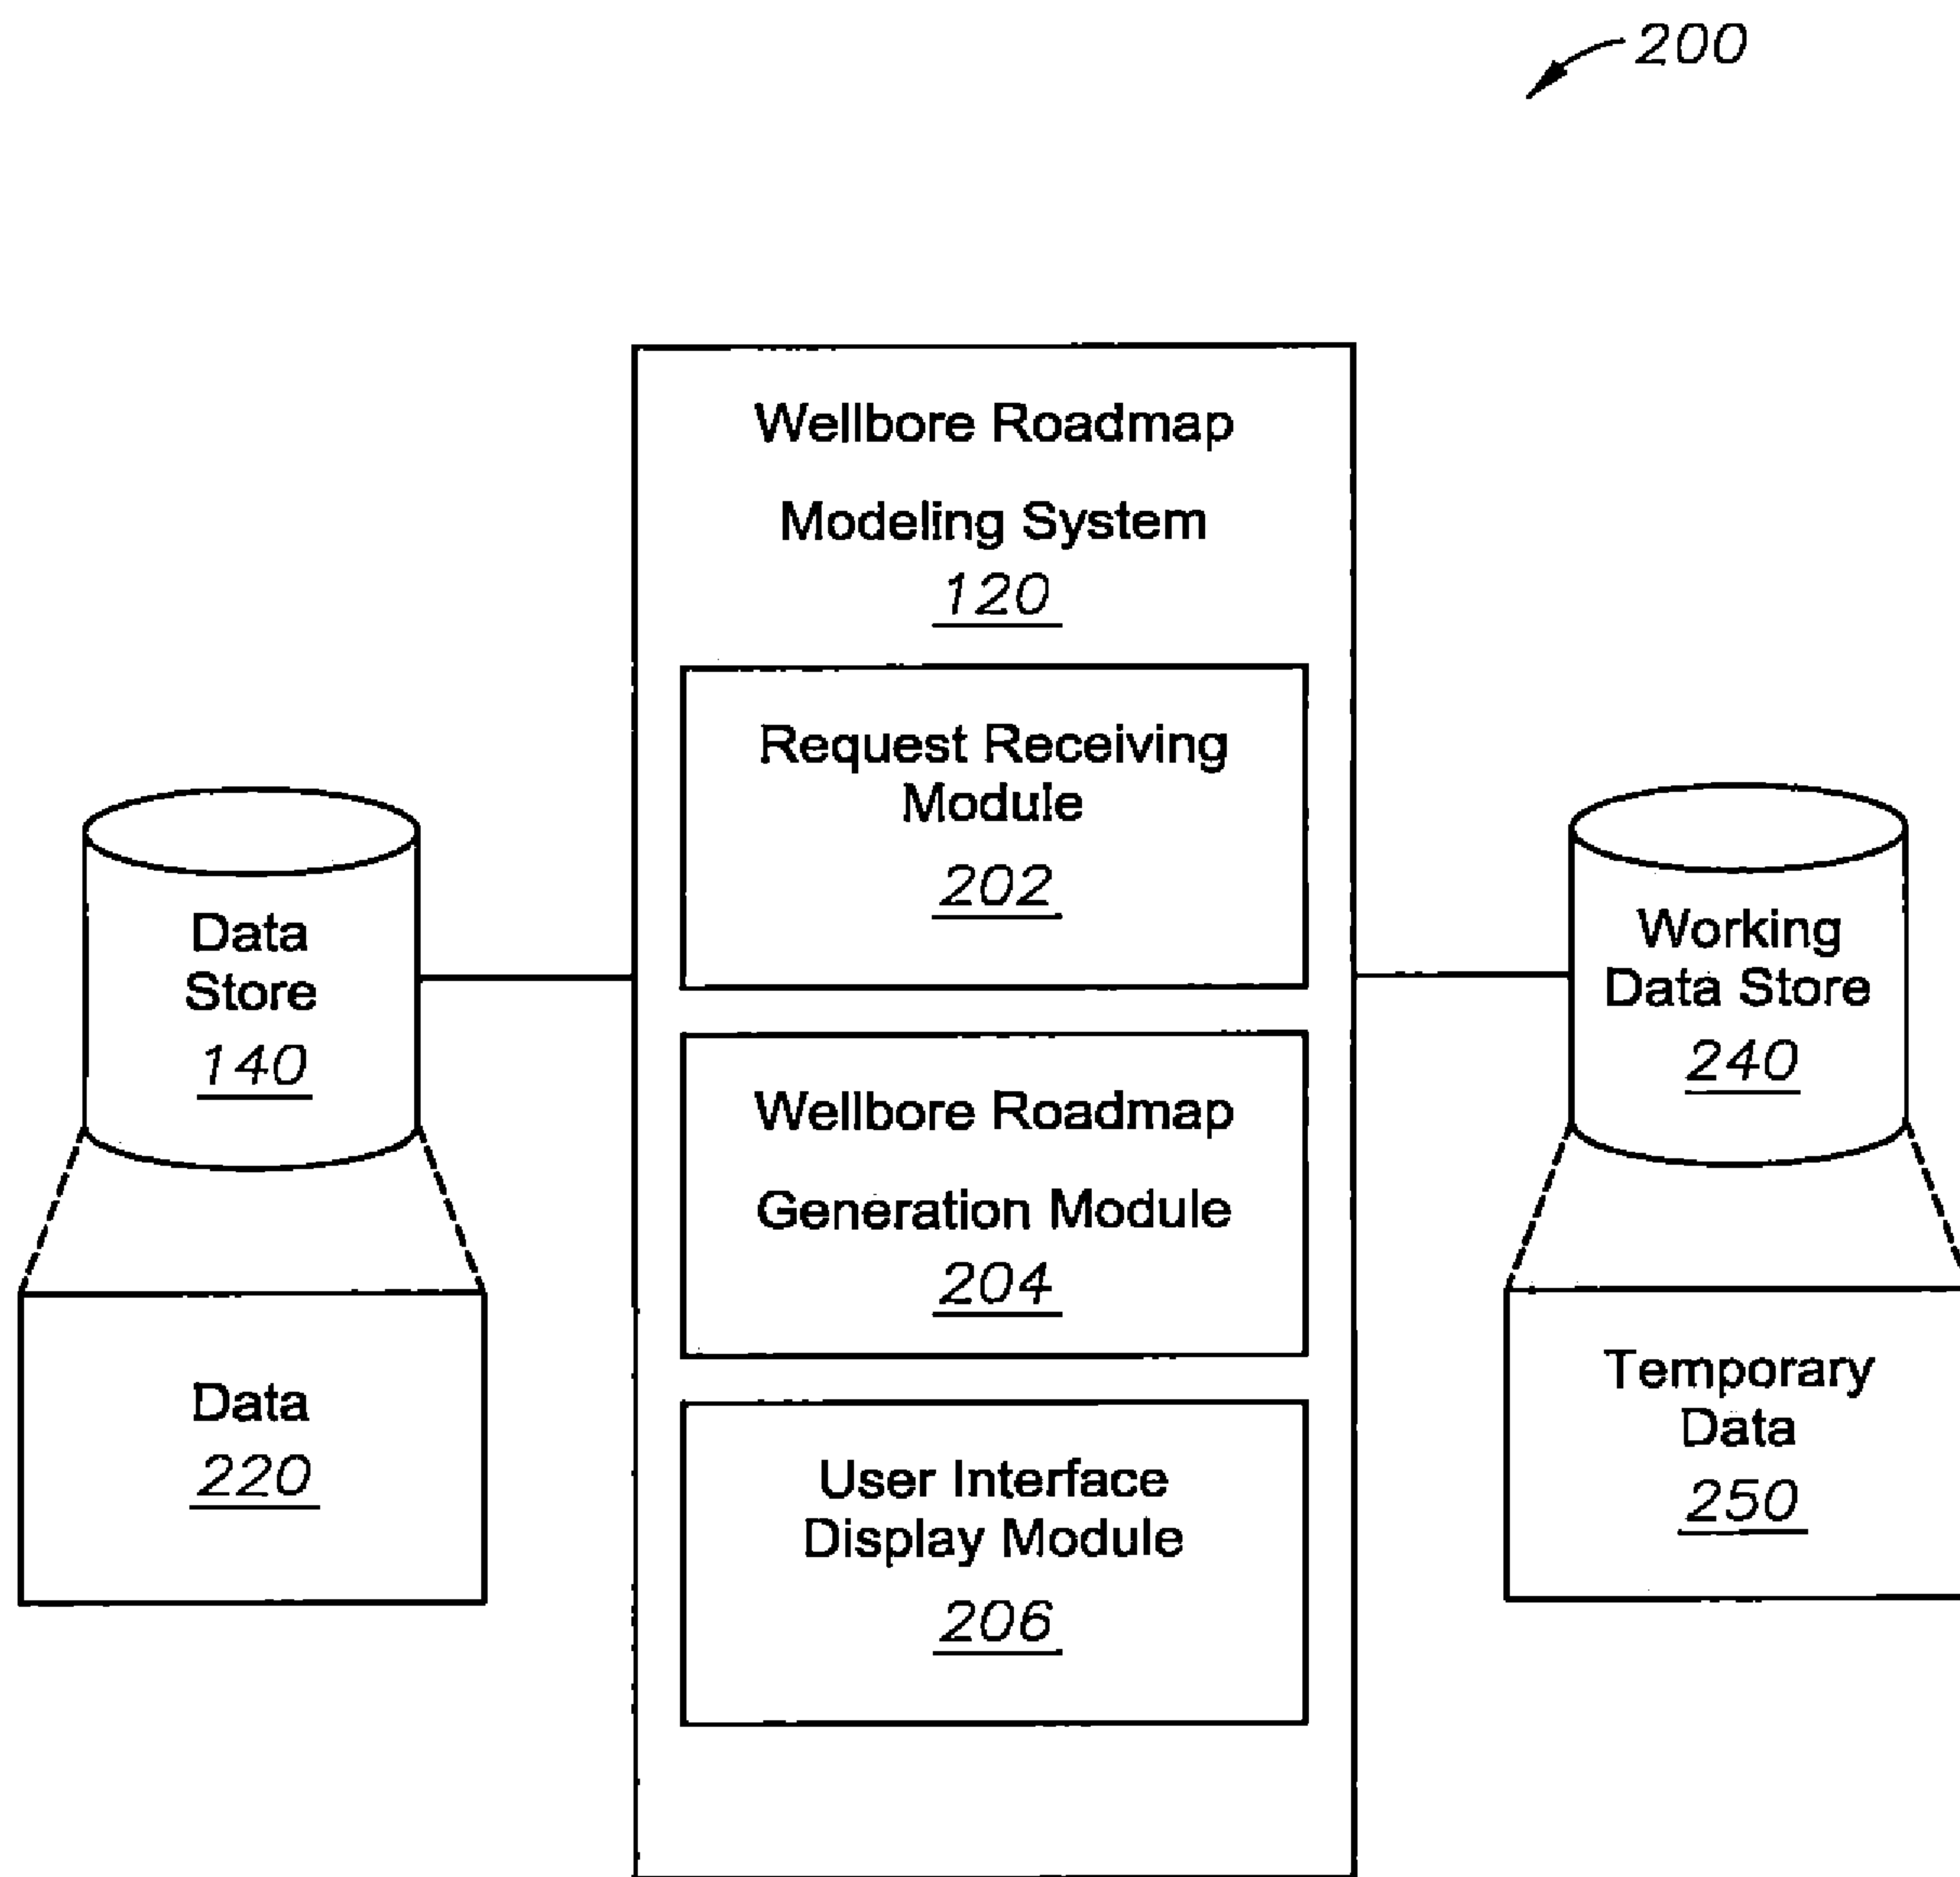 200
Wellbore Roadmap
Modeling System
120
Request Receiving
Module
202
Wellbore Roadmap
Generation Module
204
User Interface
Display Module
206
Data
Store
140
Data
220
Working
Data Store
240
Temporary
Data
250